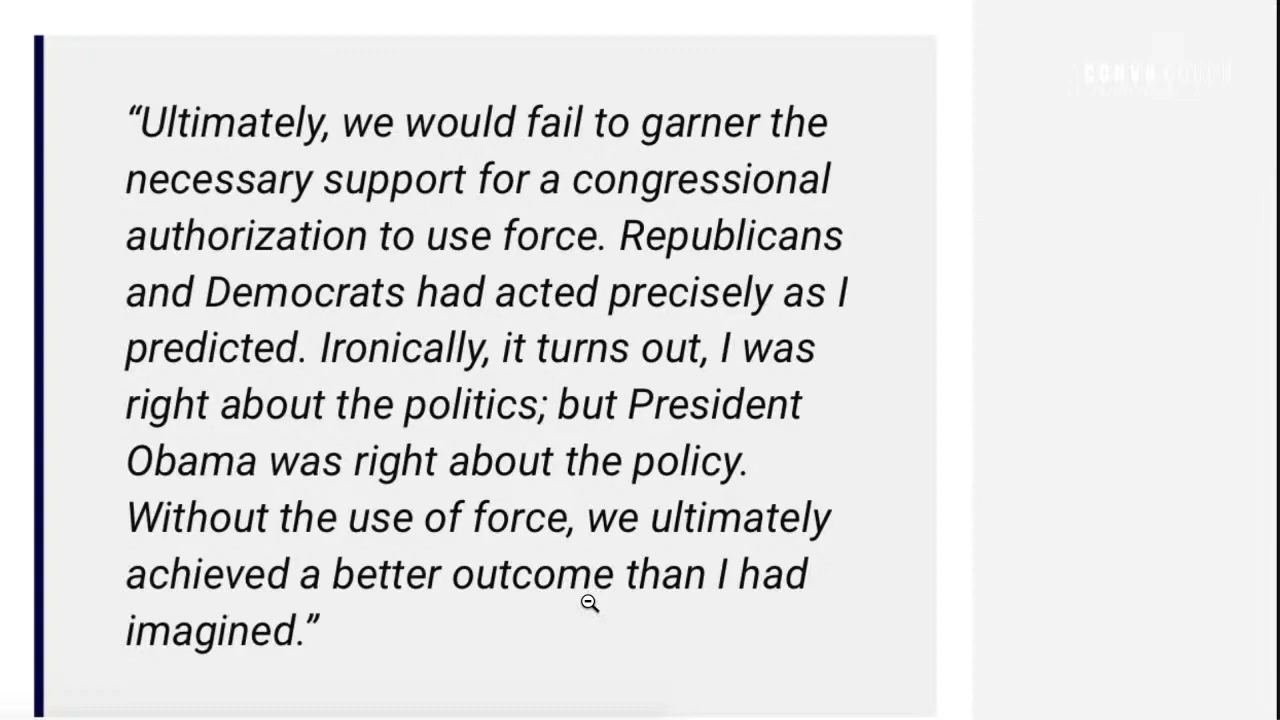 “Ultimately, we would fail to garner the
necessary support for a congressional
authorization to use force. Republicans
and Democrats had acted precisely as I
predicted. Ironically, it turns out, I was
right about the politics; but President
Obama was right about the policy.
Without the use of force, we ultimately
achieved a better outcome than I had
imagined.”